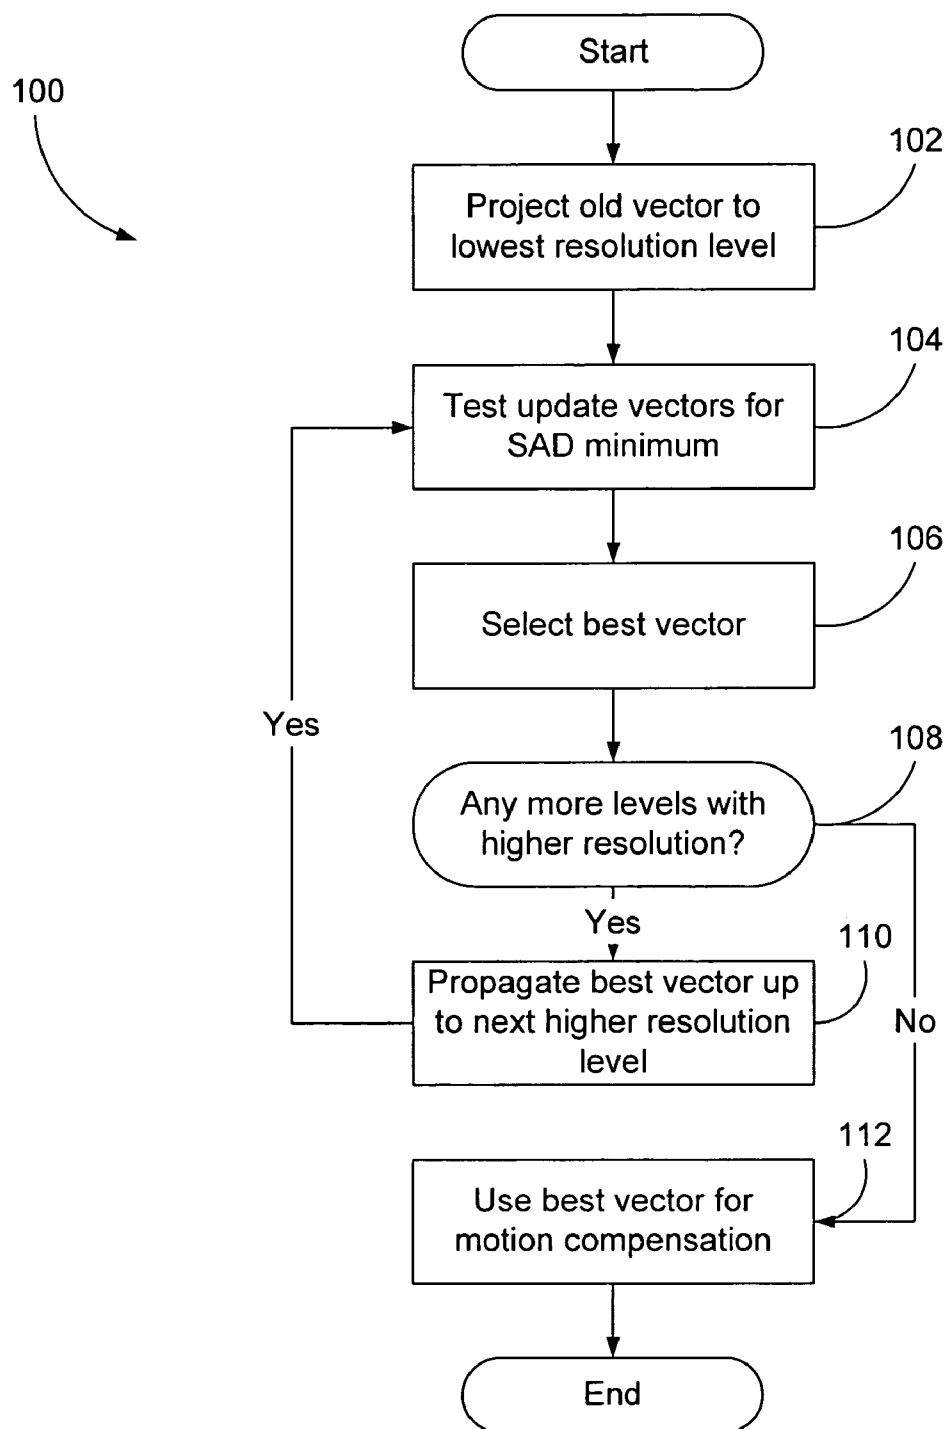 Start
100
102
Project old vector to
lowest resolution level
104
Test update vectors for
SAD minimum
106
Select best vector
Yes
108
Any more levels with
higher resolution?
Yes
110
Propagate best vector up
to next higher resolution
level
No
112
Use best vector for
motion compensation
End